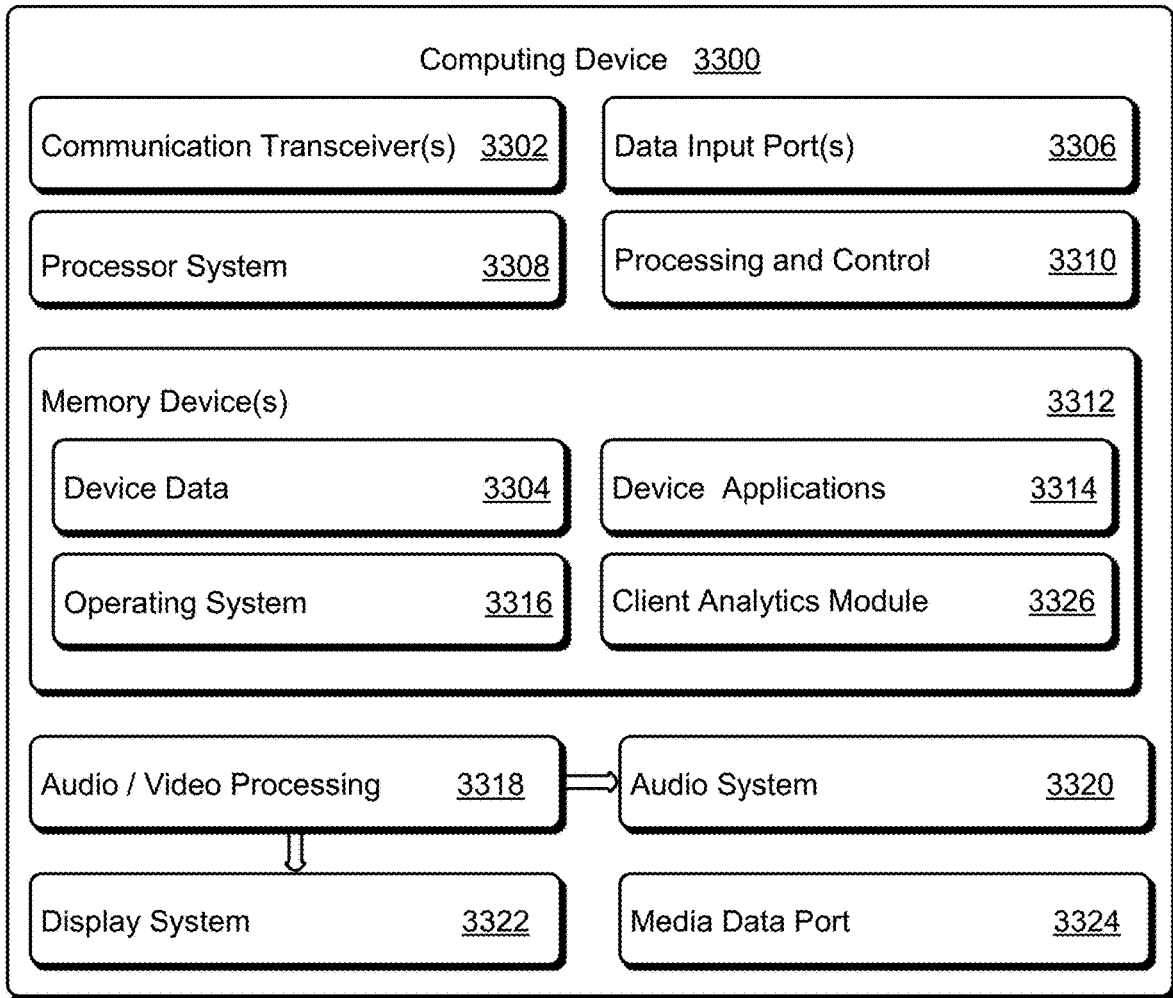 Computing Device 3300
Communication Transceiver(s) 3302
Data Input Port(s) 3306
Processor System 3308
Processing and Control 3310
Memory Device(s) 3312
Device Data 3304
Device Applications 3314
Operating System 3316
Client Analytics Module 3326
Audio / Video Processing 3318
Audio System 3320
Display System 3322
Media Data Port 3324